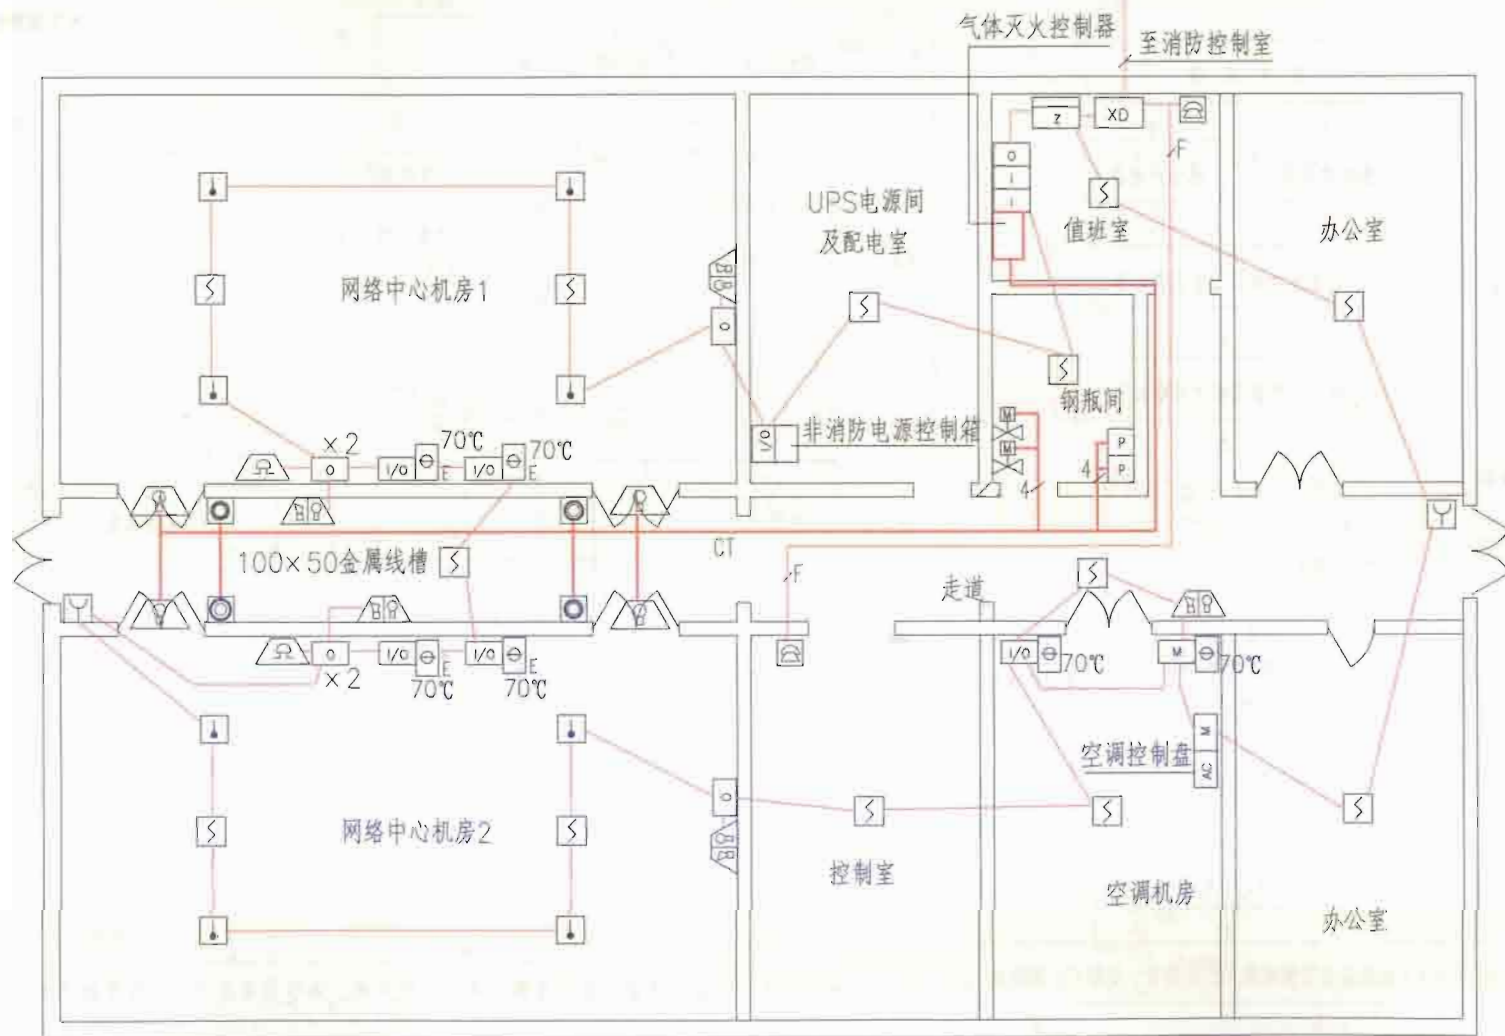 气体灭火控制器
至消防控制室
Z
XD
F
O
I
I
UPS电源间
及配电室
值班室
办公室
网络中心机房1
O
钢瓶间
M
M
I/O
非消防电源控制箱
P
P
4
4
×2
70℃
70℃
O
I/O
E
I/O
E
100×50金属线槽
CT
F
走道
O
I/O
E
I/O
E
×2
70℃
70℃
I/O
70℃
M
70℃
空调控制盘
M
AC
O
网络中心机房2
控制室
空调机房
办公室